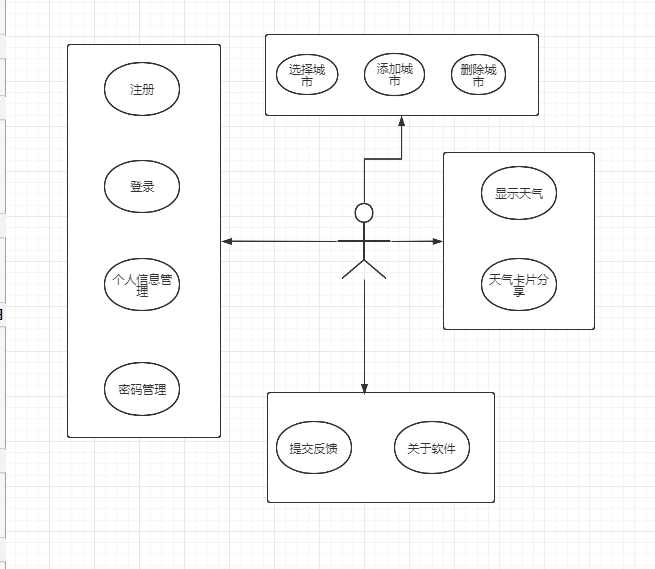 选择城
市
添加城
市
删除城
市
注册
登录
个人信息管
理
密码管理
显示天气
天气卡片分
享
提交反馈
关于软件